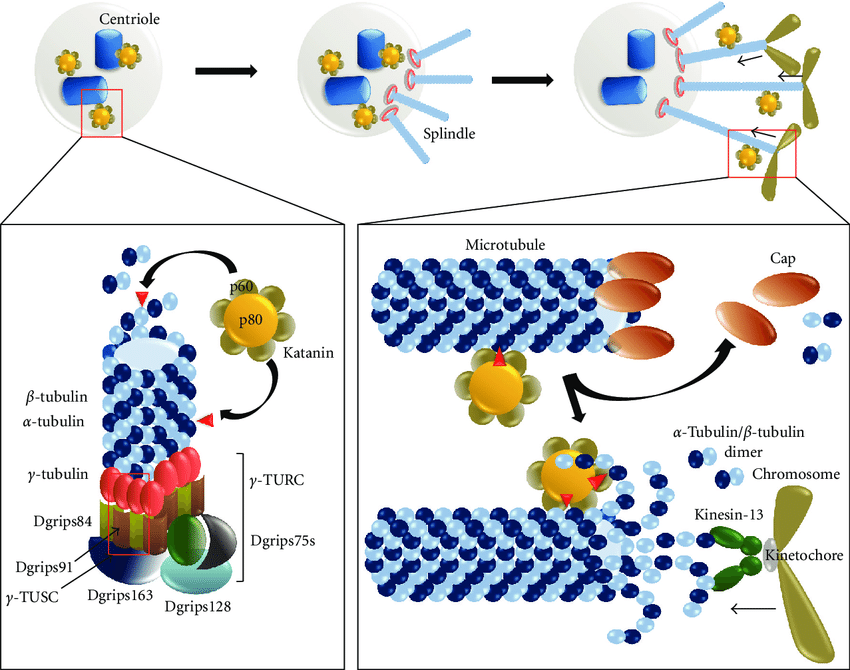 Centriole
Splindle
p60
p80
Katanin
β-tubulin
α-tubulin
γ-tubulin
γ-TURC
Dgrips84
Dgrips75s
Dgrips91
γ-TUSC
Dgrips163
Dgrips128
Microtubule
Cap
α-Tubulin/β-tubulin
dimer
Chromosome
Kinesin-13
Kinetochore